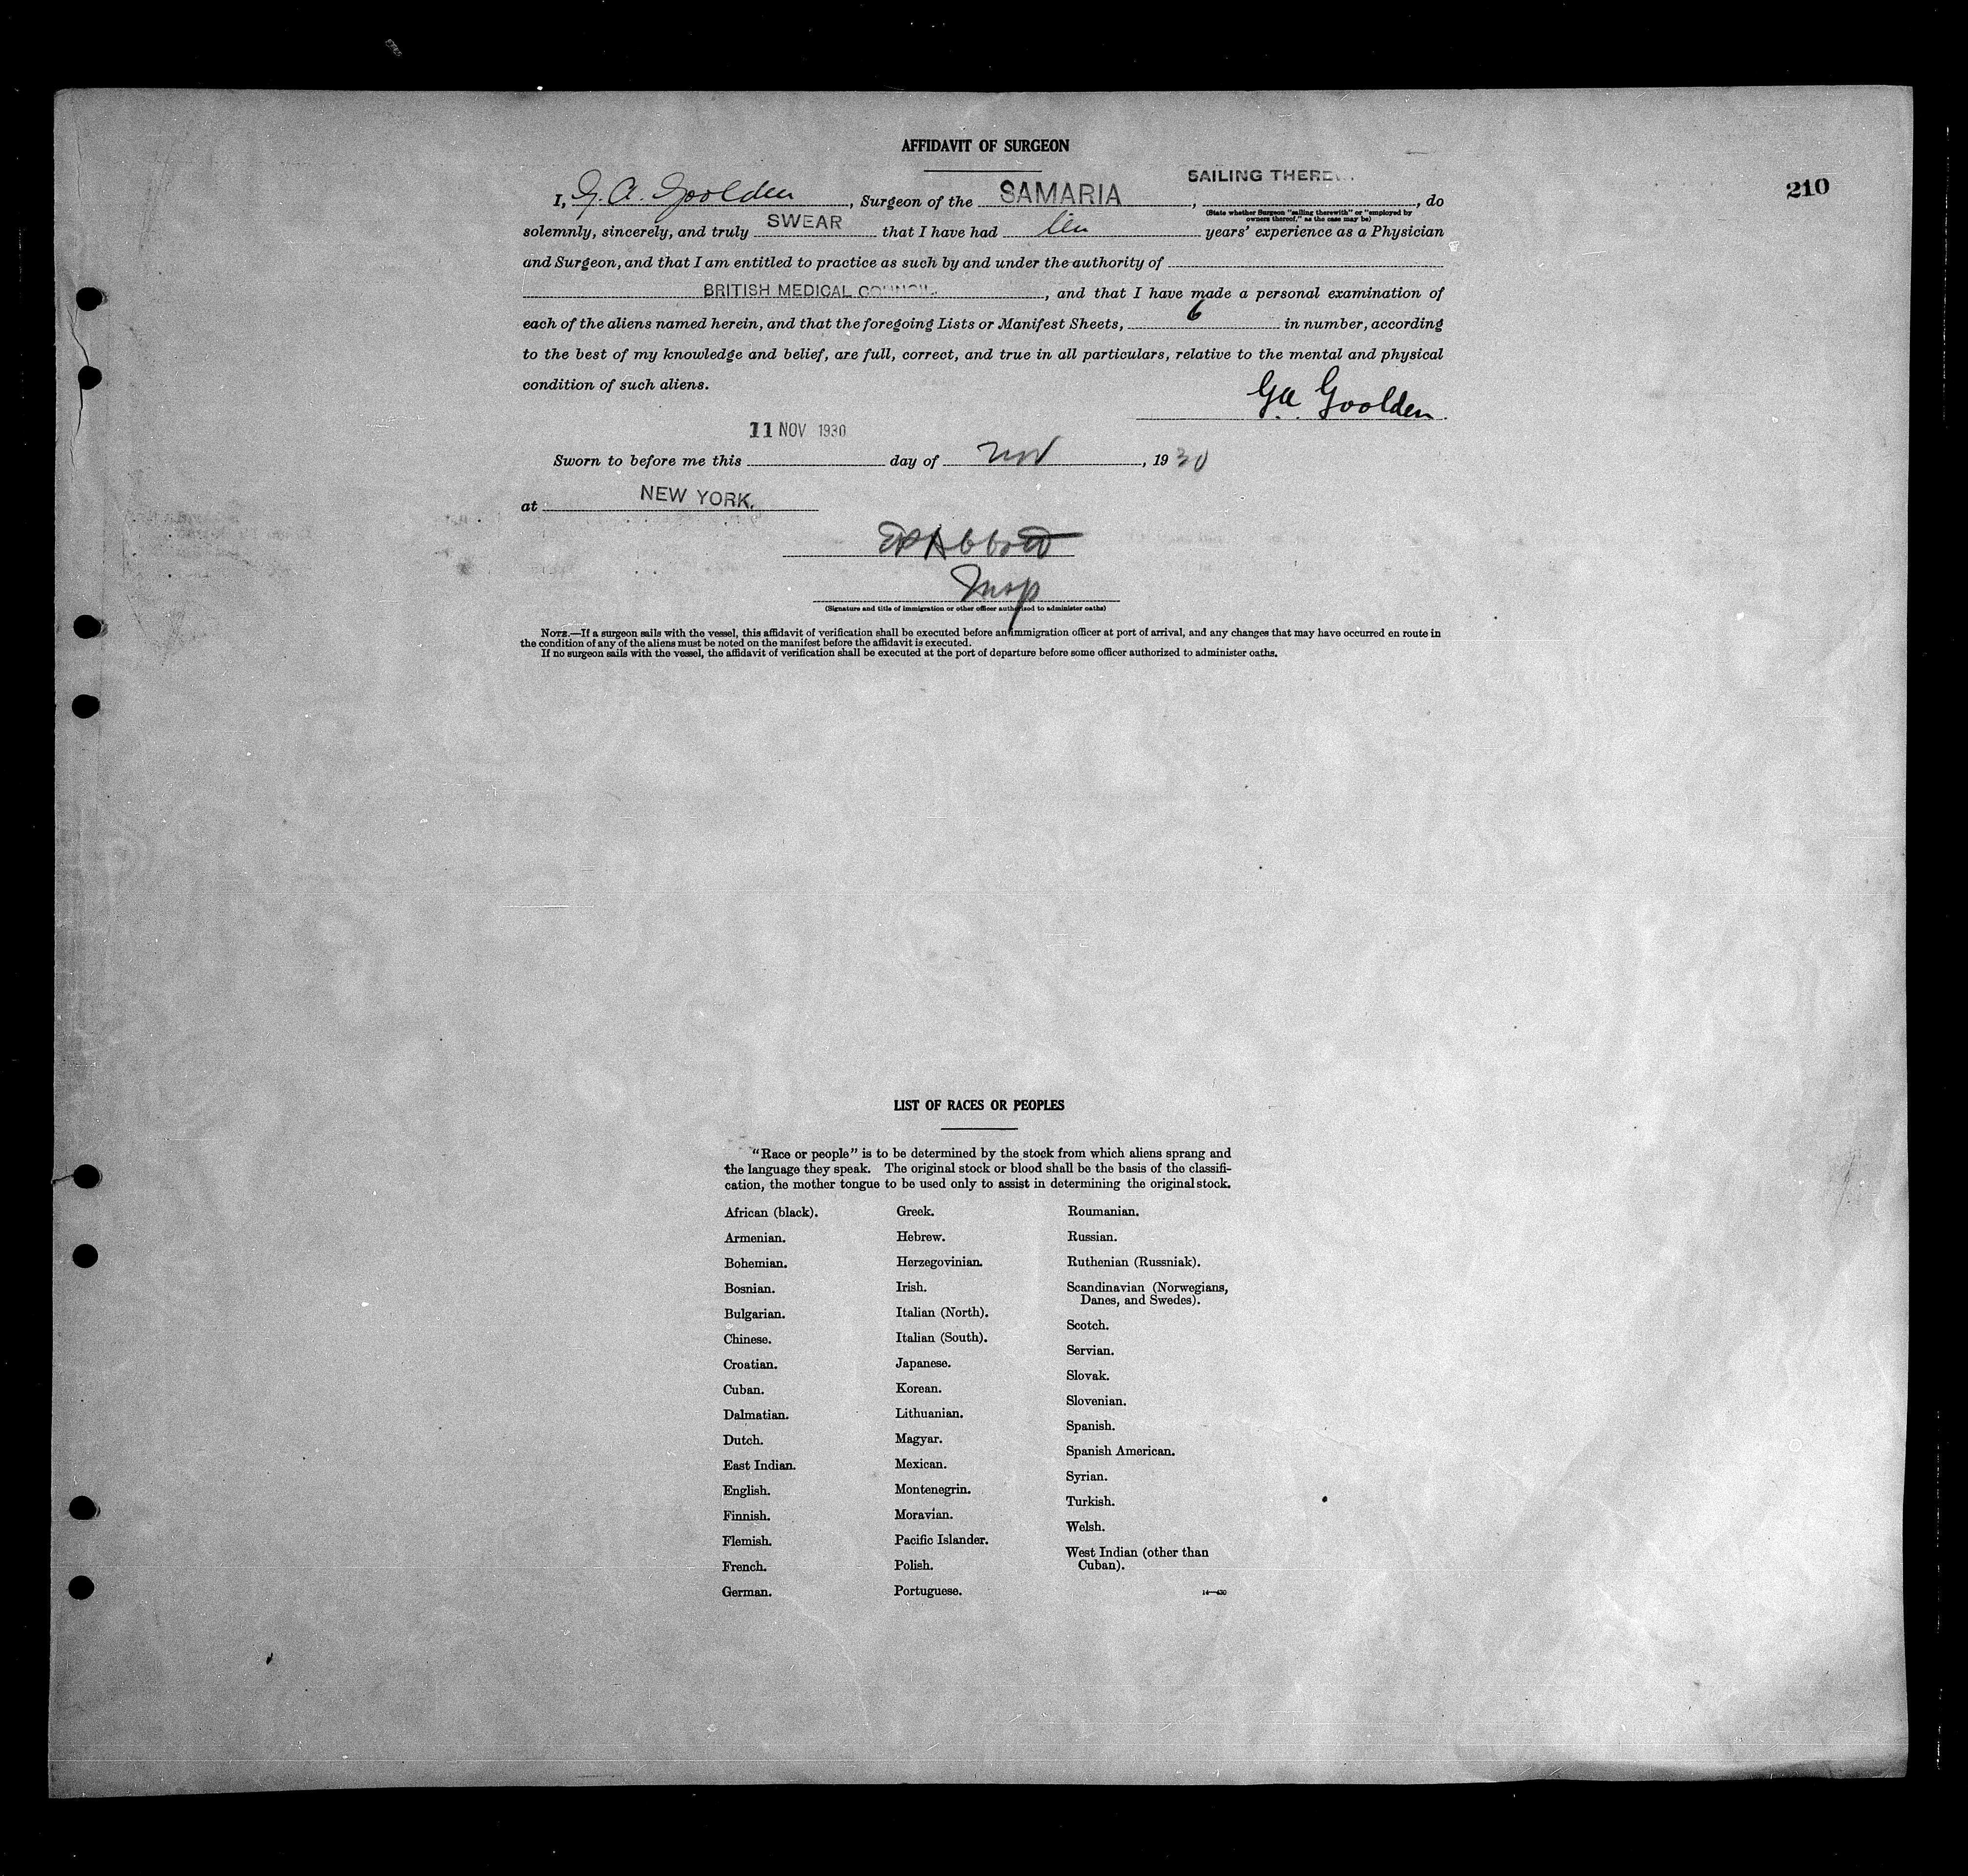 AFFIDAVIT OF SURGEON
SAILING THERE
210
I, G. A. Goolden, Surgeon of the SAMARIA, , do
(State whether Surgeon "sailing therewith" or "employed by
owners thereof," as the case may be)
solemnly, sincerely, and truly SWEAR that I have had ten years' experience as a Physician
and Surgeon, and that I am entitled to practice as such by and under the authority of
BRITISH MEDICAL COUNCIL, and that I have made a personal examination of
each of the aliens named herein, and that the foregoing Lists or Manifest Sheets, 6 in number, according
to the best of my knowledge and belief, are full, correct, and true in all particulars, relative to the mental and physical
condition of such aliens.
G.A. Goolden
11 NOV 1930
Sworn to before me this day of Nov, 1930
at NEW YORK.
Abbott
Insp
(Signature and title of immigration or other officer authorized to administer oaths)
NOTE.—If a surgeon sails with the vessel, this affidavit of verification shall be executed before an immigration officer at port of arrival, and any changes that may have occurred en route in
the condition of any of the aliens must be noted on the manifest before the affidavit is executed.
If no surgeon sails with the vessel, the affidavit of verification shall be executed at the port of departure before some officer authorized to administer oaths.
LIST OF RACES OR PEOPLES
"Race or people" is to be determined by the stock from which aliens sprang and
the language they speak. The original stock or blood shall be the basis of the classifi-
cation, the mother tongue to be used only to assist in determining the original stock.
African (black).
Armenian.
Bohemian.
Bosnian.
Bulgarian.
Chinese.
Croatian.
Cuban.
Dalmatian.
Dutch.
East Indian.
English.
Finnish.
Flemish.
French.
German.
Greek.
Hebrew.
Herzegovinian.
Irish.
Italian (North).
Italian (South).
Japanese.
Korean.
Lithuanian.
Magyar.
Mexican.
Montenegrin.
Moravian.
Pacific Islander.
Polish.
Portuguese.
Roumanian.
Russian.
Ruthenian (Russniak).
Scandinavian (Norwegians,
Danes, and Swedes).
Scotch.
Servian.
Slovak.
Slovenian.
Spanish.
Spanish American.
Syrian.
Turkish.
Welsh.
West Indian (other than
Cuban).
14—430